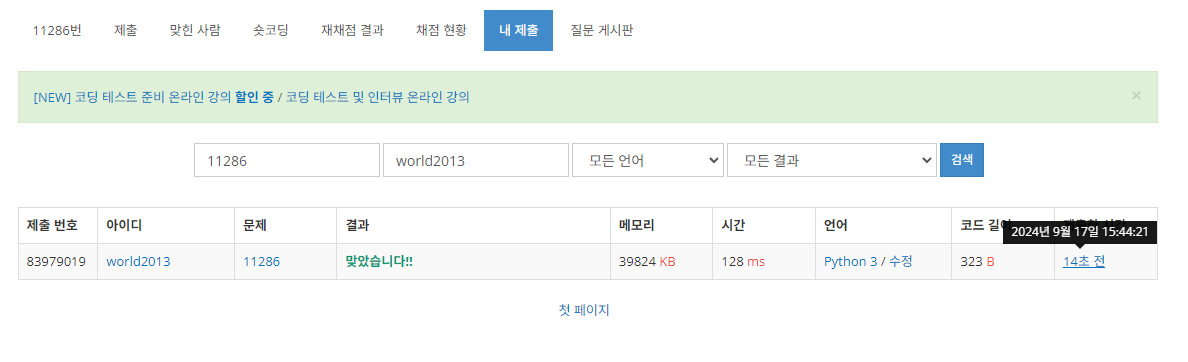 11286번 제출 맞힌 사람 숏코딩 재채점 결과 채점 현황 내 제출 질문 게시판
[NEW] 코딩 테스트 준비 온라인 강의 할인 중 / 코딩 테스트 및 인터뷰 온라인 강의 ×
11286 world2013 모든 언어 모든 결과 검색
제출 번호 아이디 문제 결과 메모리 시간 언어 코드
2024년 9월 17일 15:44:21
83979019 world2013 11286 맞았습니다!! 39824 KB 128 ms Python 3 / 수정 323 B 14초 전
첫 페이지